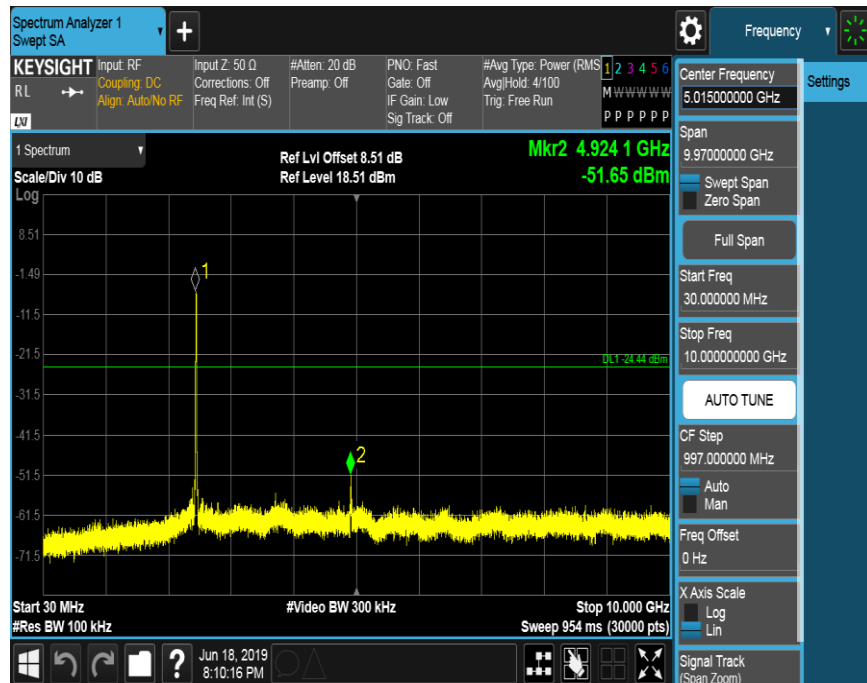 Spectrum Analyzer 1
Swept SA
+
Frequency
KEYSIGHT
RL
LXI
Input: RF
Coupling: DC
Align: Auto/No RF
Input Z: 50 Ω
Corrections: Off
Freq Ref: Int (S)
#Atten: 20 dB
Preamp: Off
PNO: Fast
Gate: Off
IF Gain: Low
Sig Track: Off
#Avg Type: Power (RMS
Avg|Hold: 4/100
Trig: Free Run
1 2 3 4 5 6
M W W W W W
P P P P P P
Center Frequency
5.015000000 GHz
Settings
1 Spectrum
Scale/Div 10 dB
Ref Lvl Offset 8.51 dB
Ref Level 18.51 dBm
Mkr2 4.924 1 GHz
-51.65 dBm
Log
8.51
-1.49
-11.5
-21.5
-31.5
-41.5
-51.5
-61.5
-71.5
1
DL1 -24.44 dBm
2
Start 30 MHz
#Res BW 100 kHz
#Video BW 300 kHz
Stop 10.000 GHz
Sweep 954 ms (30000 pts)
Span
9.97000000 GHz
Swept Span
Zero Span
Full Span
Start Freq
30.000000 MHz
Stop Freq
10.000000000 GHz
AUTO TUNE
CF Step
997.000000 MHz
Auto
Man
Freq Offset
0 Hz
X Axis Scale
Log
Lin
Signal Track
(Span Zoom)
?
Jun 18, 2019
8:10:16 PM